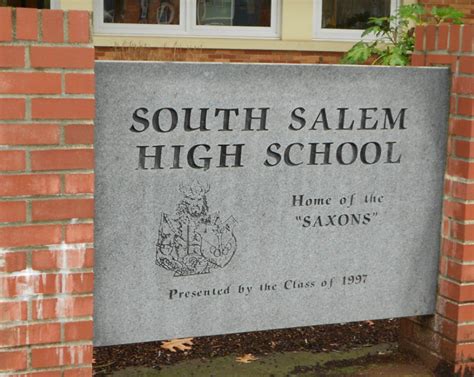 SOUTH SALEM
HIGH SCHOOL
Home of the
"SAXONS"
Presented by the Class of 1997